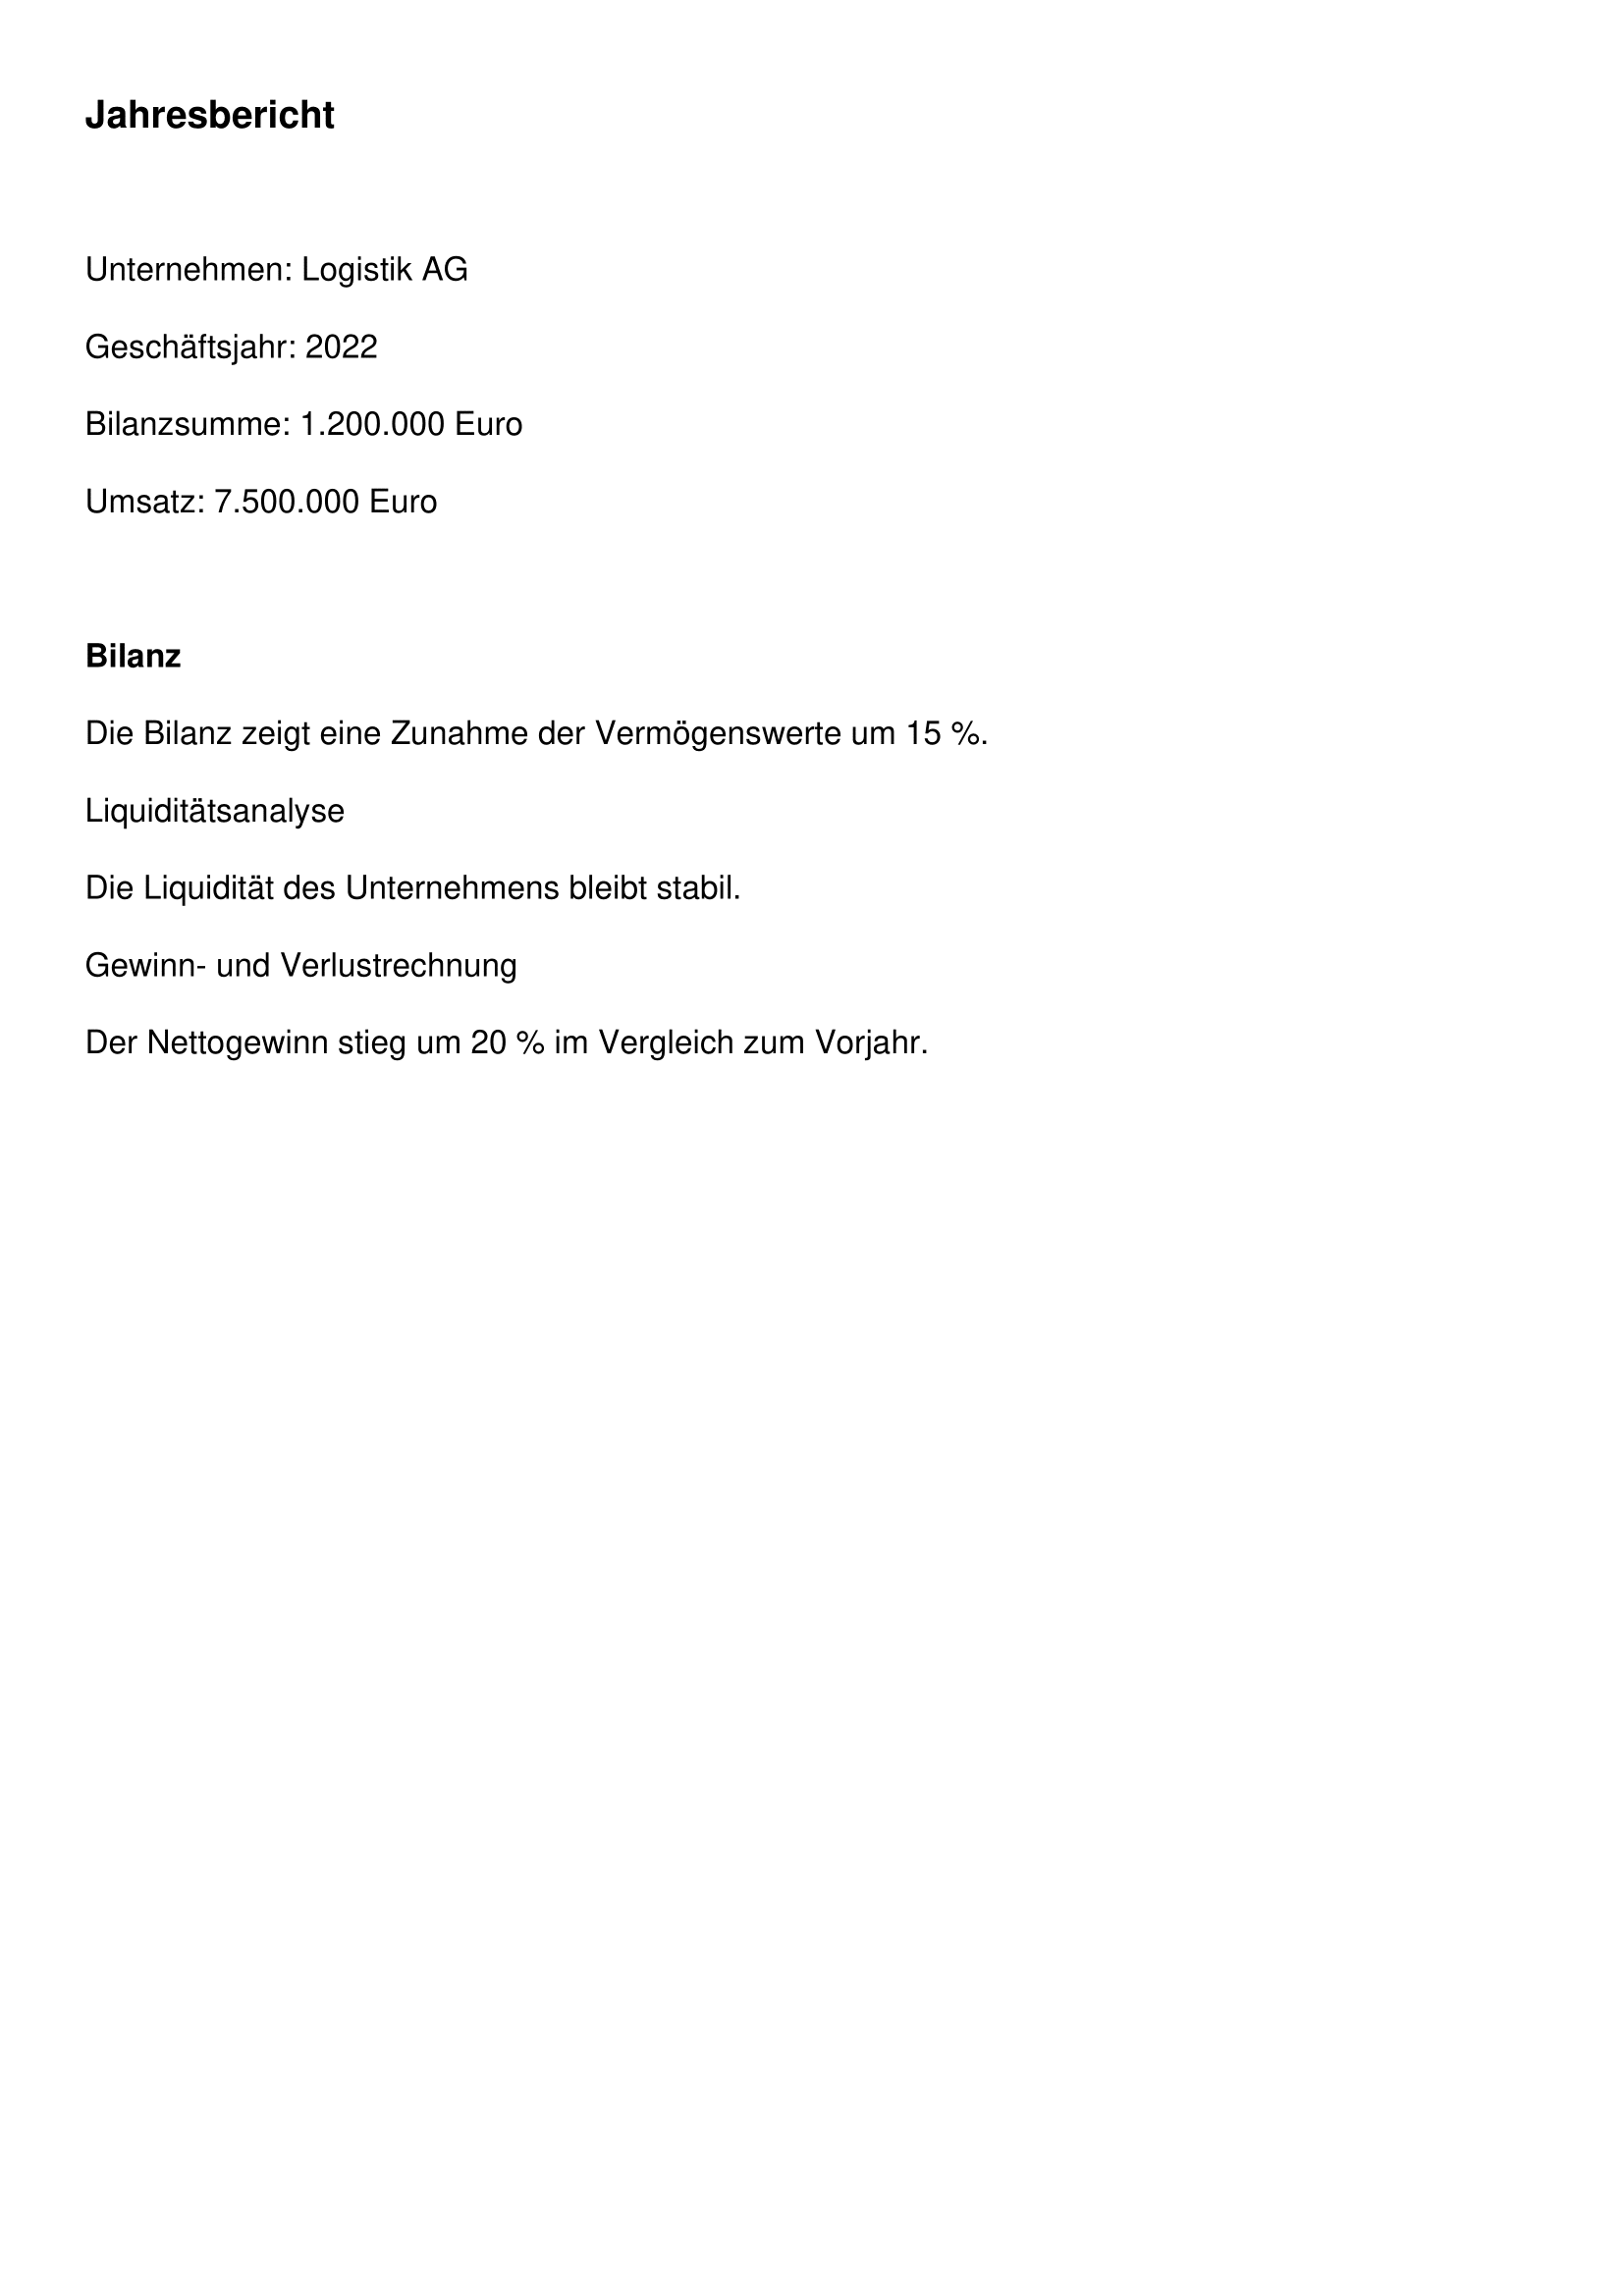 Jahresbericht
Unternehmen: Logistik AG
Geschäftsjahr: 2022
Bilanzsumme: 1.200.000 Euro
Umsatz: 7.500.000 Euro
Bilanz
Die Bilanz zeigt eine Zunahme der Vermögenswerte um 15 %.
Liquiditätsanalyse
Die Liquidität des Unternehmens bleibt stabil.
Gewinn- und Verlustrechnung
Der Nettogewinn stieg um 20 % im Vergleich zum Vorjahr.